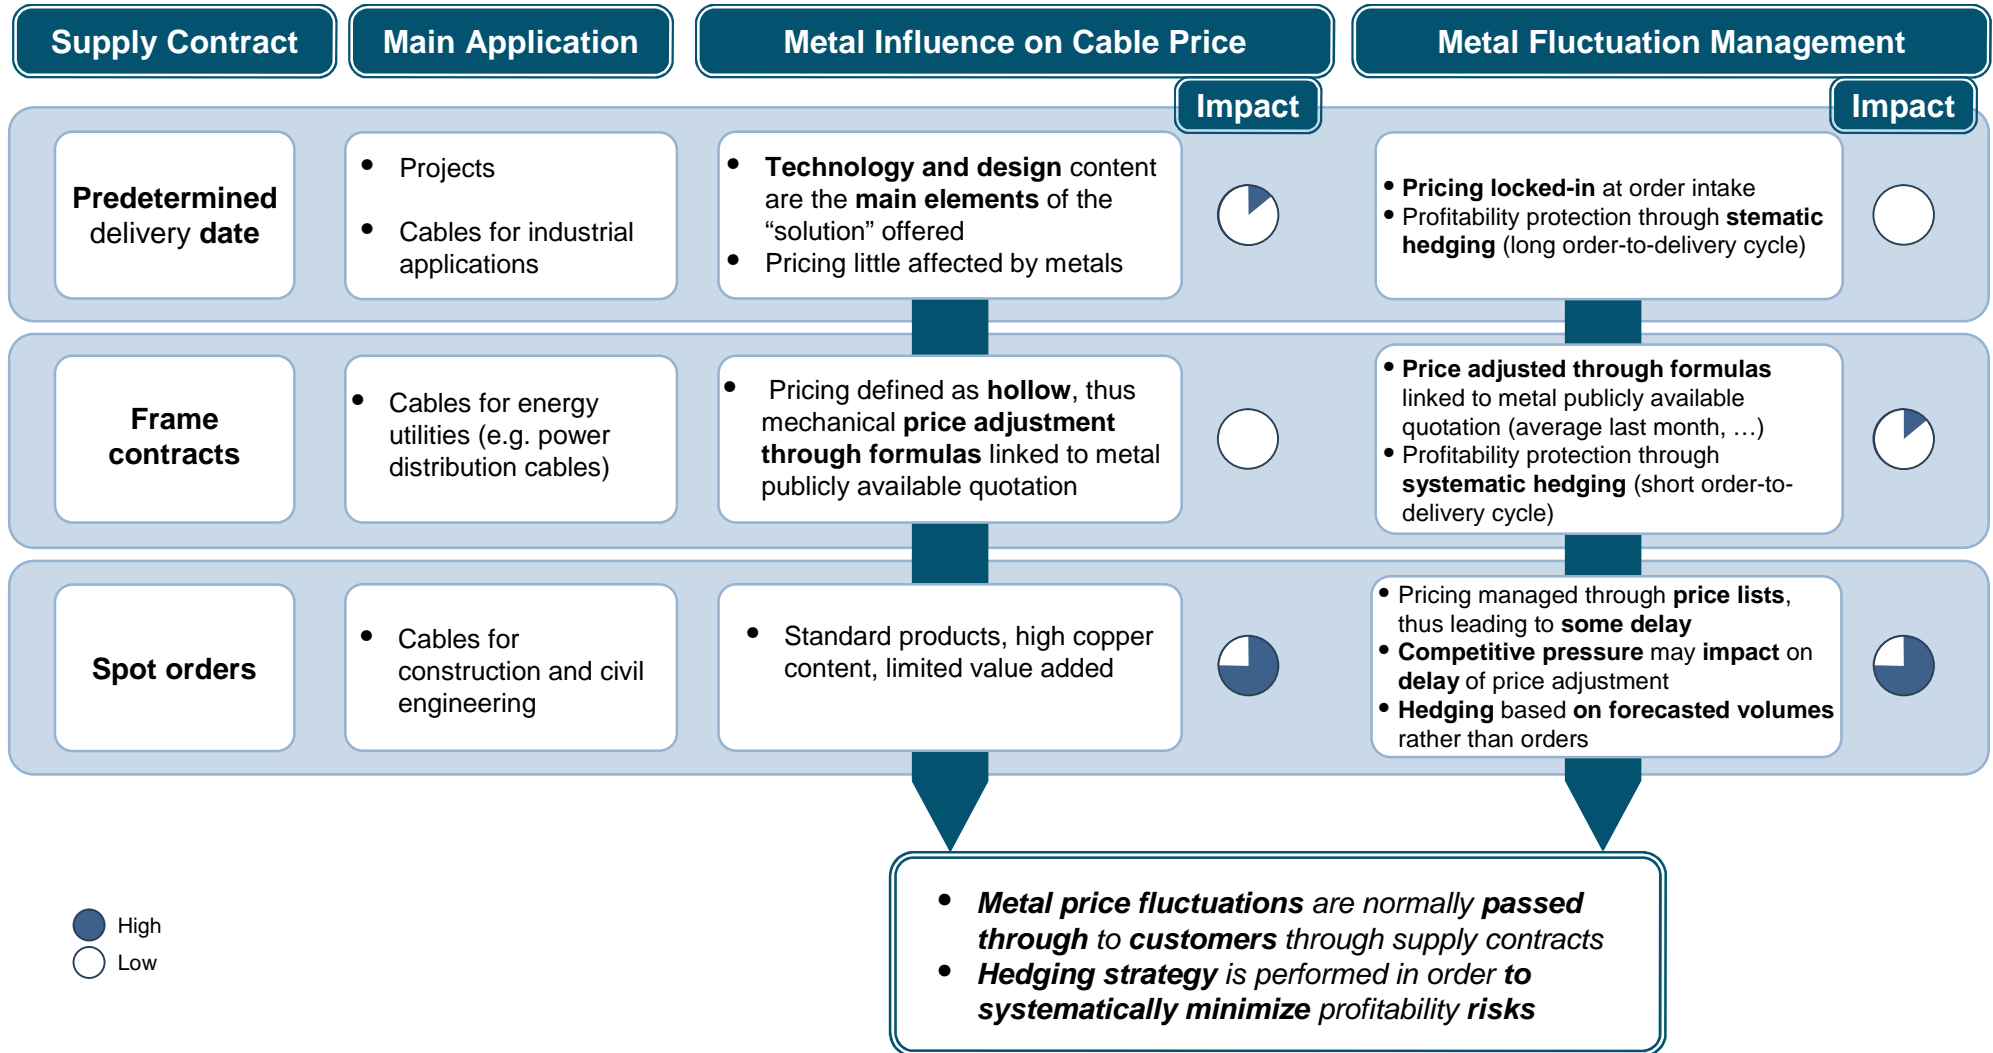 Supply Contract
Main Application
Metal Influence on Cable Price
Metal Fluctuation Management
Impact
Impact
Predetermined
delivery date
• Projects
• Cables for industrial
applications
• Technology and design content
are the main elements of the
“solution” offered
• Pricing little affected by metals
• Pricing locked-in at order intake
• Profitability protection through stematic
hedging (long order-to-delivery cycle)
Frame
contracts
• Cables for energy
utilities (e.g. power
distribution cables)
• Pricing defined as hollow, thus
mechanical price adjustment
through formulas linked to metal
publicly available quotation
• Price adjusted through formulas
linked to metal publicly available
quotation (average last month, …)
• Profitability protection through
systematic hedging (short order-to-
delivery cycle)
Spot orders
• Cables for
construction and civil
engineering
• Standard products, high copper
content, limited value added
• Pricing managed through price lists,
thus leading to some delay
• Competitive pressure may impact on
delay of price adjustment
• Hedging based on forecasted volumes
rather than orders
High
Low
• Metal price fluctuations are normally passed
through to customers through supply contracts
• Hedging strategy is performed in order to
systematically minimize profitability risks